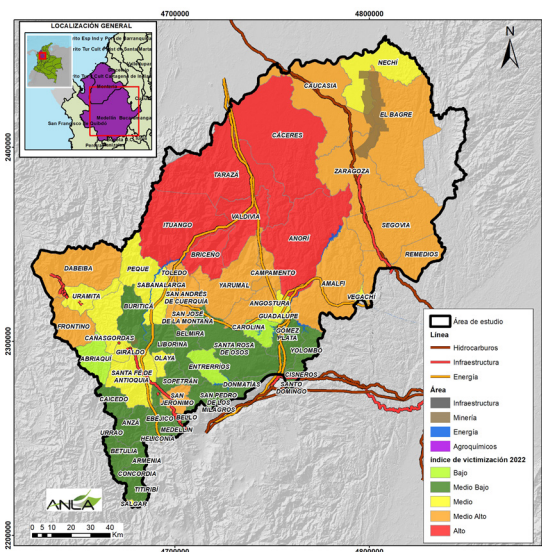 LOCALIZACIÓN GENERAL
4700000
4800000
2400000
2300000
2200000
N
Medellín
NECHÍ
CAUCASIA
EL BAGRE
CÁCERES
ZARAGOZA
TARAZA
VALDIVIA
SEGOVIA
ITUANGO
ANORÍ
REMEDIOS
BRICEÑO
DABEIBA
PEQUE
TOLEDO
CAMPAMENTO
SABANALARGA
YARUMAL
AMALFI
URAMITA
SAN ANDRÉS
DE CUERQUÍA
VEGACHÍ
BURITICÁ
ANGOSTURA
SAN JOSÉ
DE LA MONTAÑA
GUADALUPE
FRONTINO
CAROLINA
GÓMEZ
PLATA
CAÑASGORDAS
BELMIRA
LIBORINA
SANTA ROSA
DE OSOS
YOLOMBÓ
GIRALDO
ABRIAQUÍ
OLAYA
ENTRERRIOS
CISNEROS
SANTA FE DE
ANTIOQUIA
SOPETRÁN
DONMATÍAS
SANTO
DOMINGO
CAICEDO
SAN
JERÓNIMO
SAN PEDRO
DE LOS
MILAGROS
ANZÁ
EBÉJICO
BELLO
URRAO
MEDELLÍN
HELICONIA
BETULIA
ARMENIA
CONCORDIA
TITIRIBÍ
SALGAR
ANLA
0 5 10 20 30 40
Km
Área de estudio
Línea
Hidrocarburos
Infraestructura
Energía
Área
Infraestructura
Minería
Energía
Agroquímicos
índice de victimización 2022
Bajo
Medio Bajo
Medio
Medio Alto
Alto